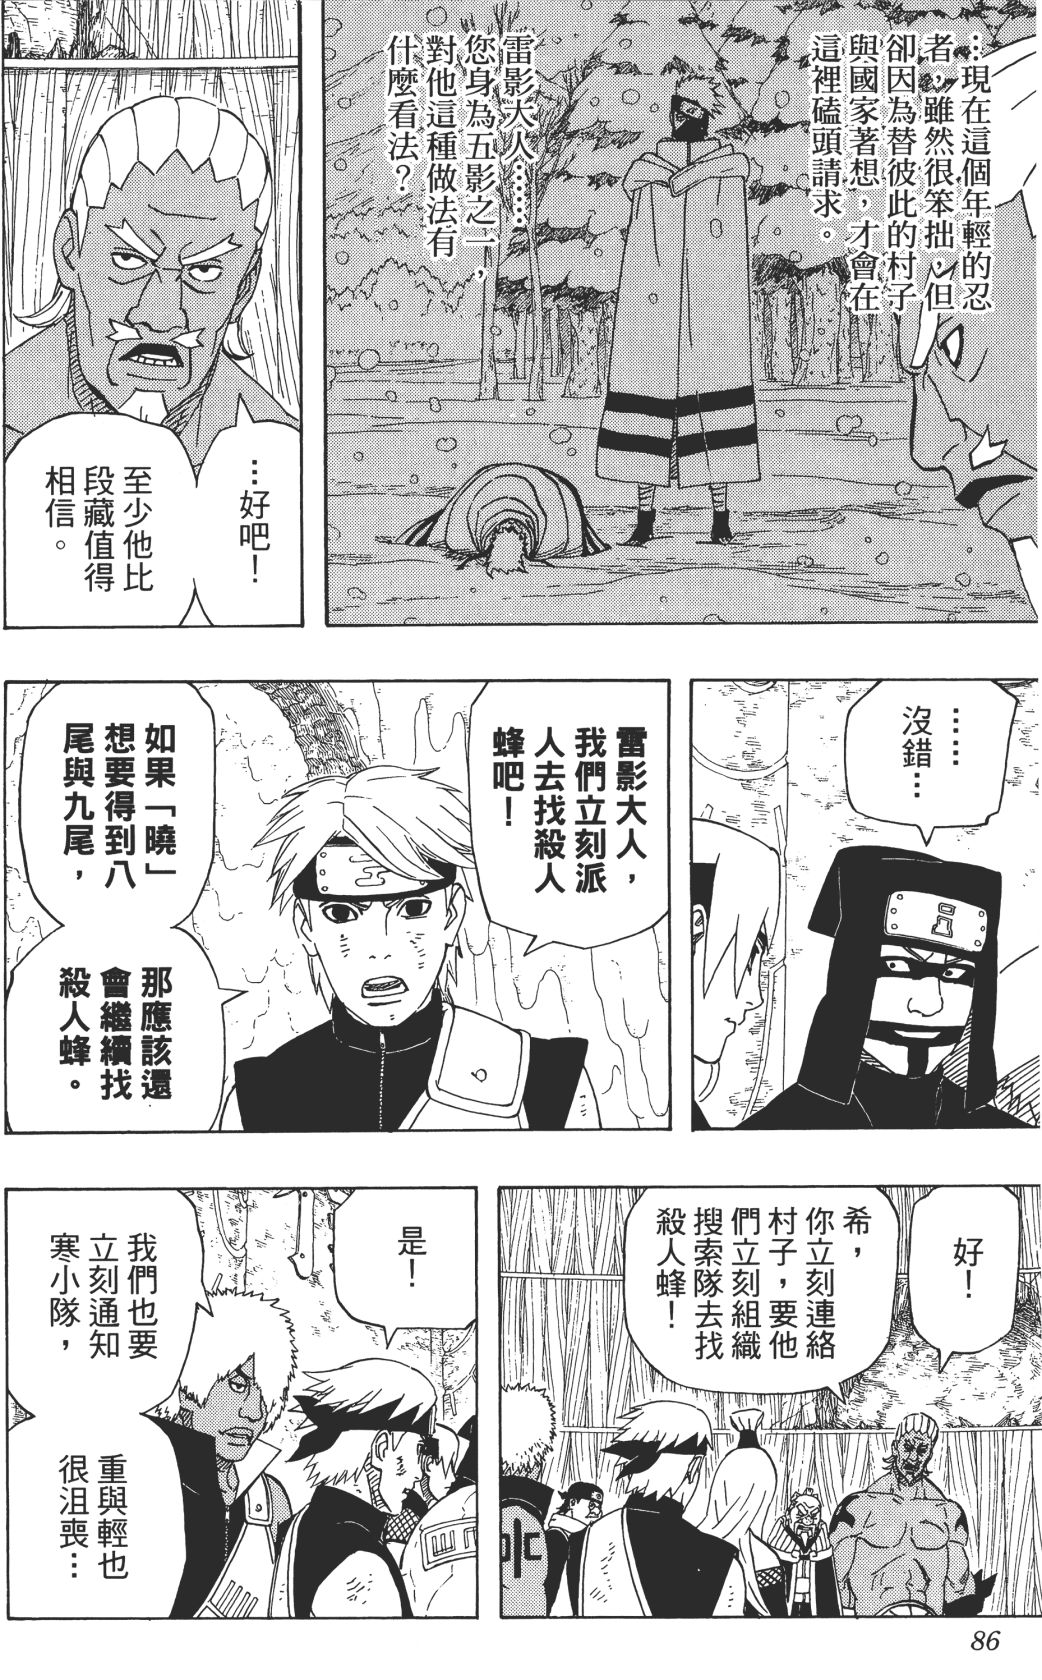 …現在這個年輕的忍
者，雖然很笨拙，但
卻因為替彼此的村子
與國家著想，才會在
這裡磕頭請求。
雷影大人……
您身為五影之一，
對他這種做法有
什麼看法？
…好吧！
至少他比
段藏值得
相信。
……
沒錯…
雷影大人，
我們立刻派
人去找殺人
蜂吧！
如果「曉」
想要得到八
尾與九尾，
那應該還
會繼續找
殺人蜂。
好！
希，
你立刻連絡
村子，要他
們立刻組織
搜索隊去找
殺人蜂！
是！
我們也要
立刻通知
寒小隊，
重與輕也
很沮喪…
86